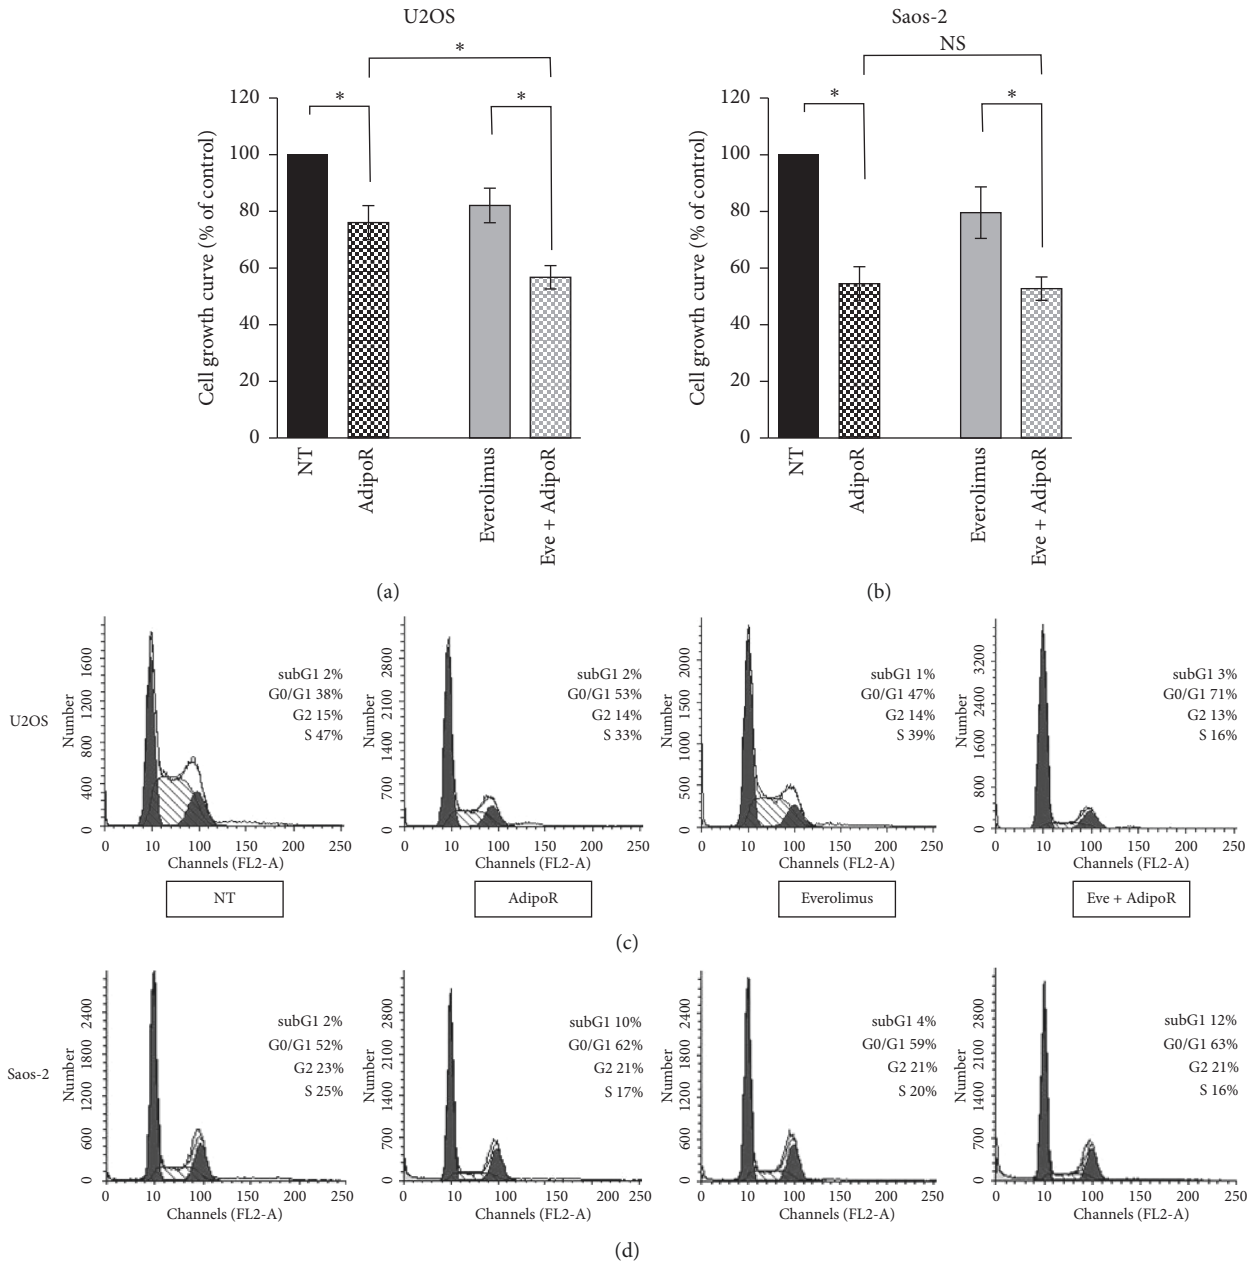 U2OS
Saos-2
*
NS
*
*
*
*
Cell growth curve (% of control)
120
100
80
60
40
20
0
NT
AdipoR
Everolimus
Eve + AdipoR
(a)
Cell growth curve (% of control)
120
100
80
60
40
20
0
NT
AdipoR
Everolimus
Eve + AdipoR
(b)
U2OS
Number
1600
1200
800
400
0
subG1 2%
G0/G1 38%
G2 15%
S 47%
0 10 100 150 200 250
Channels (FL2-A)
NT
Number
2800
2100
1400
700
0
subG1 2%
G0/G1 53%
G2 14%
S 33%
0 10 100 150 200 250
Channels (FL2-A)
AdipoR
Number
2000
1500
1000
500
0
subG1 1%
G0/G1 47%
G2 14%
S 39%
0 10 100 150 200 250
Channels (FL2-A)
Everolimus
Number
3200
2400
1600
800
0
subG1 3%
G0/G1 71%
G2 13%
S 16%
0 10 100 150 200 250
Channels (FL2-A)
Eve + AdipoR
(c)
Saos-2
Number
2400
1800
1200
600
0
subG1 2%
G0/G1 52%
G2 23%
S 25%
0 10 100 150 200 250
Channels (FL2-A)
Number
2800
2100
1400
700
0
subG1 10%
G0/G1 62%
G2 21%
S 17%
0 10 100 150 200 250
Channels (FL2-A)
Number
2400
1800
1200
600
0
subG1 4%
G0/G1 59%
G2 21%
S 20%
0 10 100 150 200 250
Channels (FL2-A)
Number
2800
2100
1400
700
0
subG1 12%
G0/G1 63%
G2 21%
S 16%
0 10 100 150 200 250
Channels (FL2-A)
(d)